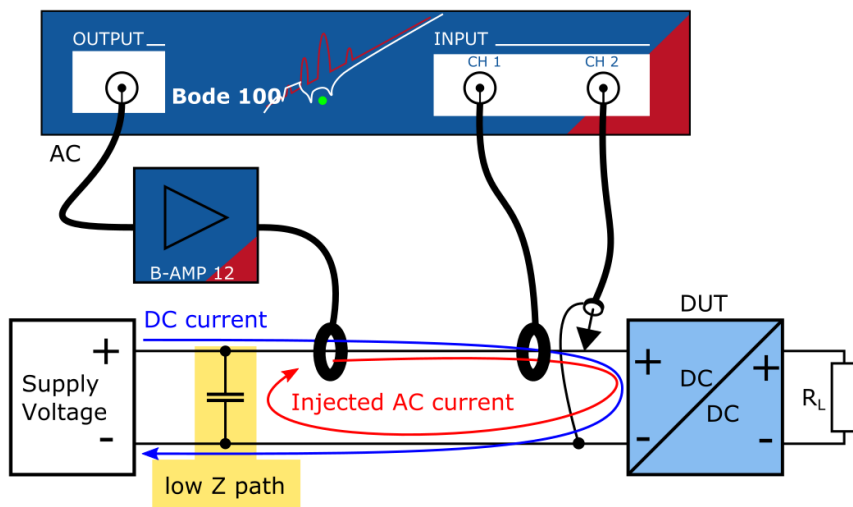 OUTPUT
INPUT
CH 1
CH 2
Bode 100
AC
B-AMP 12
DC current
DUT
+
+
+
Supply
Voltage
DC
DC
RL
Injected AC current
-
-
-
low Z path